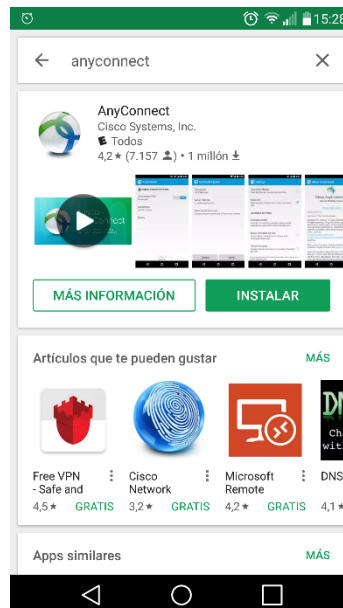 15:28
anyconnect
AnyConnect
Cisco Systems, Inc.
E Todos
4,2★ (7.157 ) • 1 millón
MÁS INFORMACIÓN
INSTALAR
Artículos que te pueden gustar
MÁS
Free VPN
- Safe and
4,5★ GRATIS
Cisco
Network
3,2★ GRATIS
Microsoft
Remote
4,2★ GRATIS
DNS
4,1★
Apps similares
MÁS